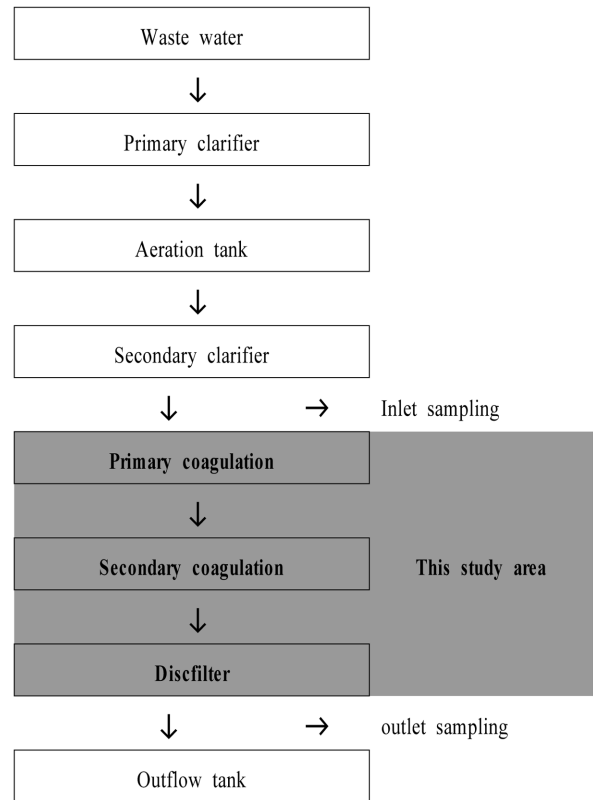 Waste water
↓
Primary clarifier
↓
Aeration tank
↓
Secondary clarifier
↓ → Inlet sampling
Primary coagulation
↓
Secondary coagulation
This study area
↓
Discfilter
↓ → outlet sampling
Outflow tank